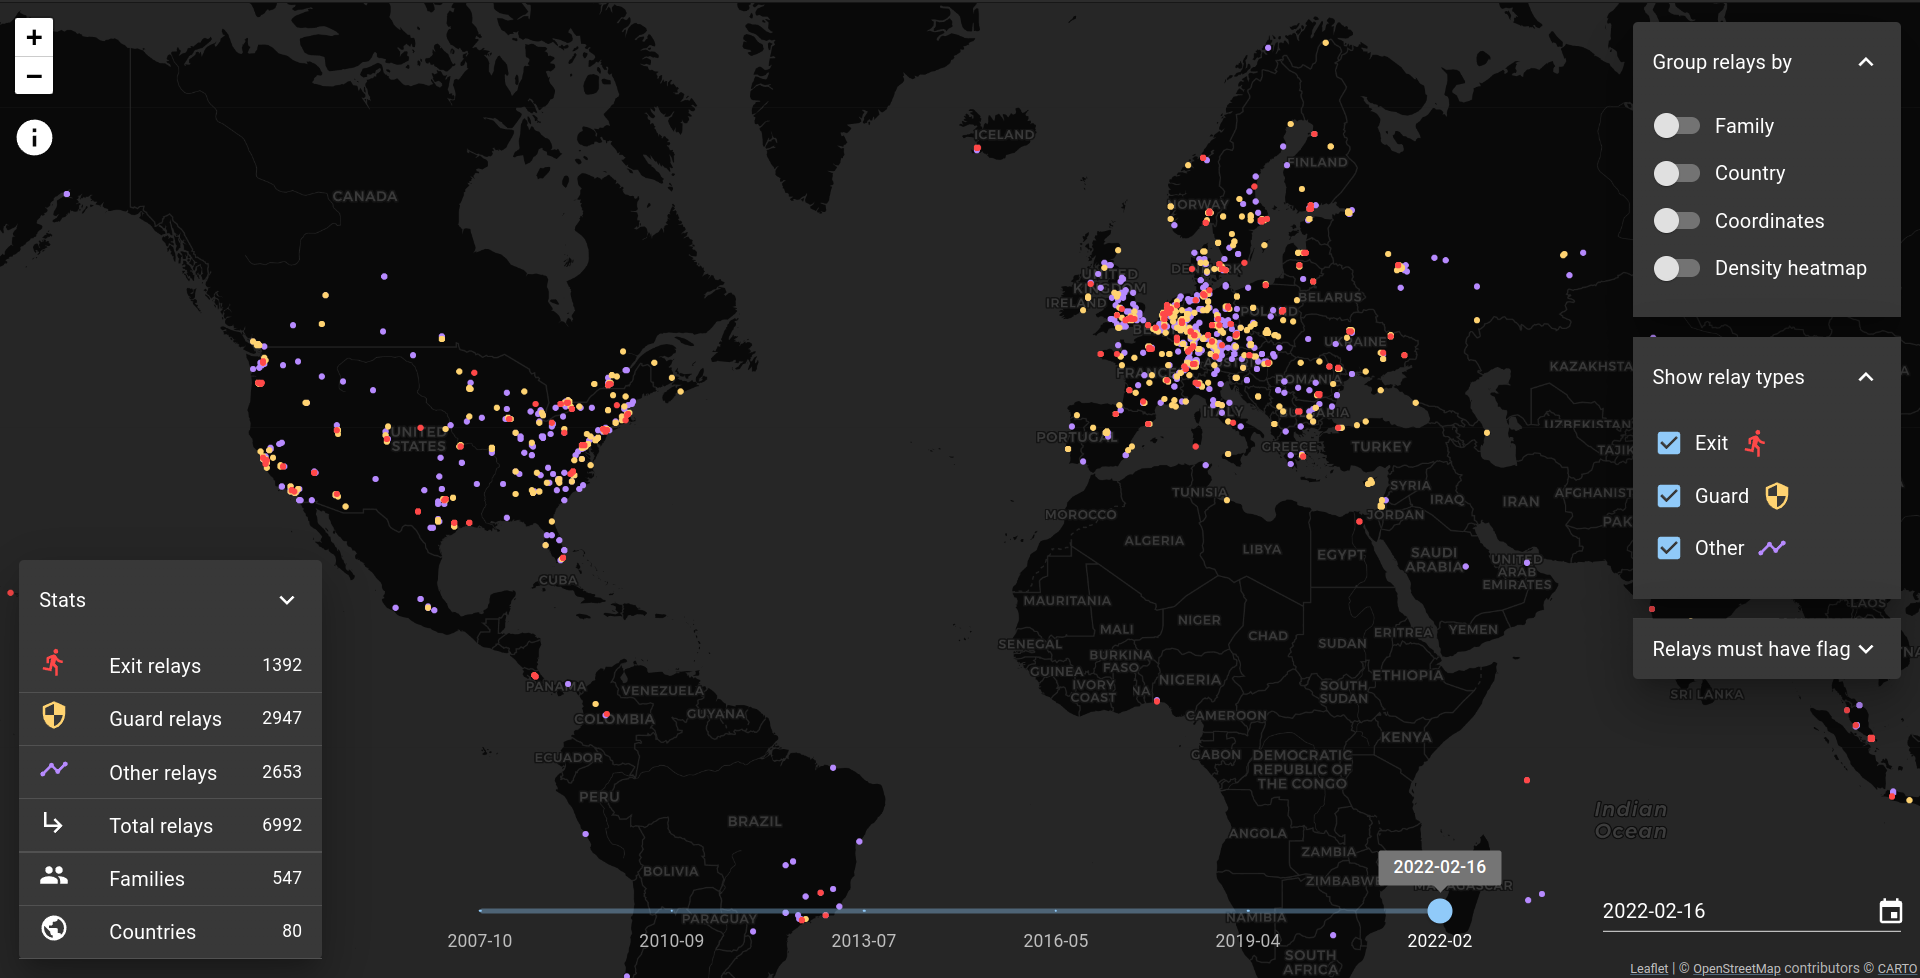 +
−
i
Group relays by
Family
Country
Coordinates
Density heatmap
Show relay types
Exit
Guard
Other
Relays must have flag
Stats
Exit relays 1392
Guard relays 2947
Other relays 2653
Total relays 6992
Families 547
Countries 80
ICELAND
CANADA
FINLAND
NORWAY
UNITED
KINGDOM
IRELAND
BELARUS
UKRAINE
KAZAKHSTA
FRANC
ROMANIA
ITALY
PORTUGAL
GREECE
TURKEY
UZBEKISTAN
TAJIK
UNITED
STATES
TUNISIA
SYRIA
IRAQ
IRAN
AFGHANIST
MOROCCO
JORDAN
PAK
ALGERIA
LIBYA
EGYPT
SAUDI
ARABIA
UNITED
ARAB
EMIRATES
CUBA
MAURITANIA
LAOS
MALI
NIGER
CHAD
SUDAN
ERITREA
YEMEN
SENEGAL
BURKINA
FASO
GUINEA
IVORY
COAST
NA
NIGERIA
SOUTH
SUDAN
ETHIOPIA
SRI LANKA
PANAMA
VENEZUELA
COLOMBIA
GUYANA
CAMEROON
KENYA
ECUADOR
GABON
DEMOCRATIC
REPUBLIC OF
THE CONGO
PERU
BRAZIL
Indian
Ocean
ANGOLA
ZAMBIA
BOLIVIA
ZIMBABWE
PARAGUAY
NAMIBIA
SOUTH
AFRICA
2022-02-16
2007-10
2010-09
2013-07
2016-05
2019-04
2022-02
2022-02-16
Leaflet | © OpenStreetMap contributors © CARTO